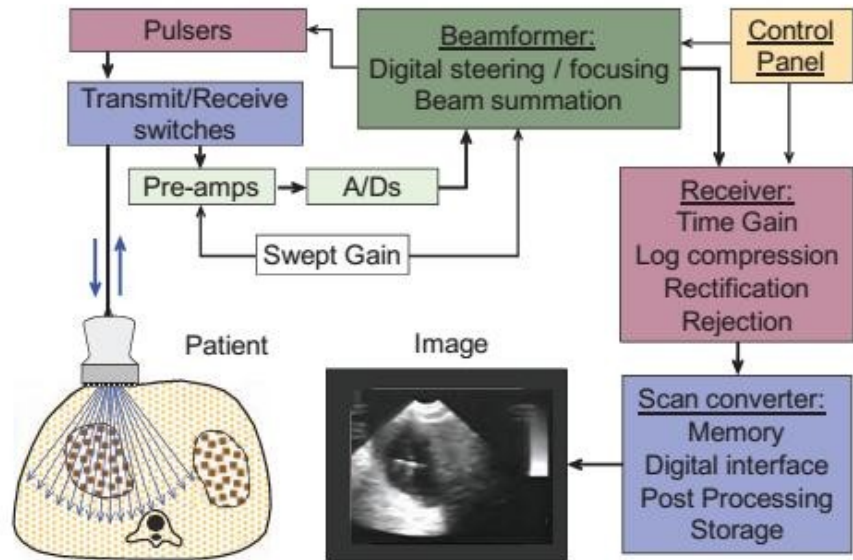 Pulsers
Beamformer:
Digital steering / focusing
Beam summation
Control
Panel
Transmit/Receive
switches
Pre-amps
A/Ds
Swept Gain
Receiver:
Time Gain
Log compression
Rectification
Rejection
Patient
Image
Scan converter:
Memory
Digital interface
Post Processing
Storage